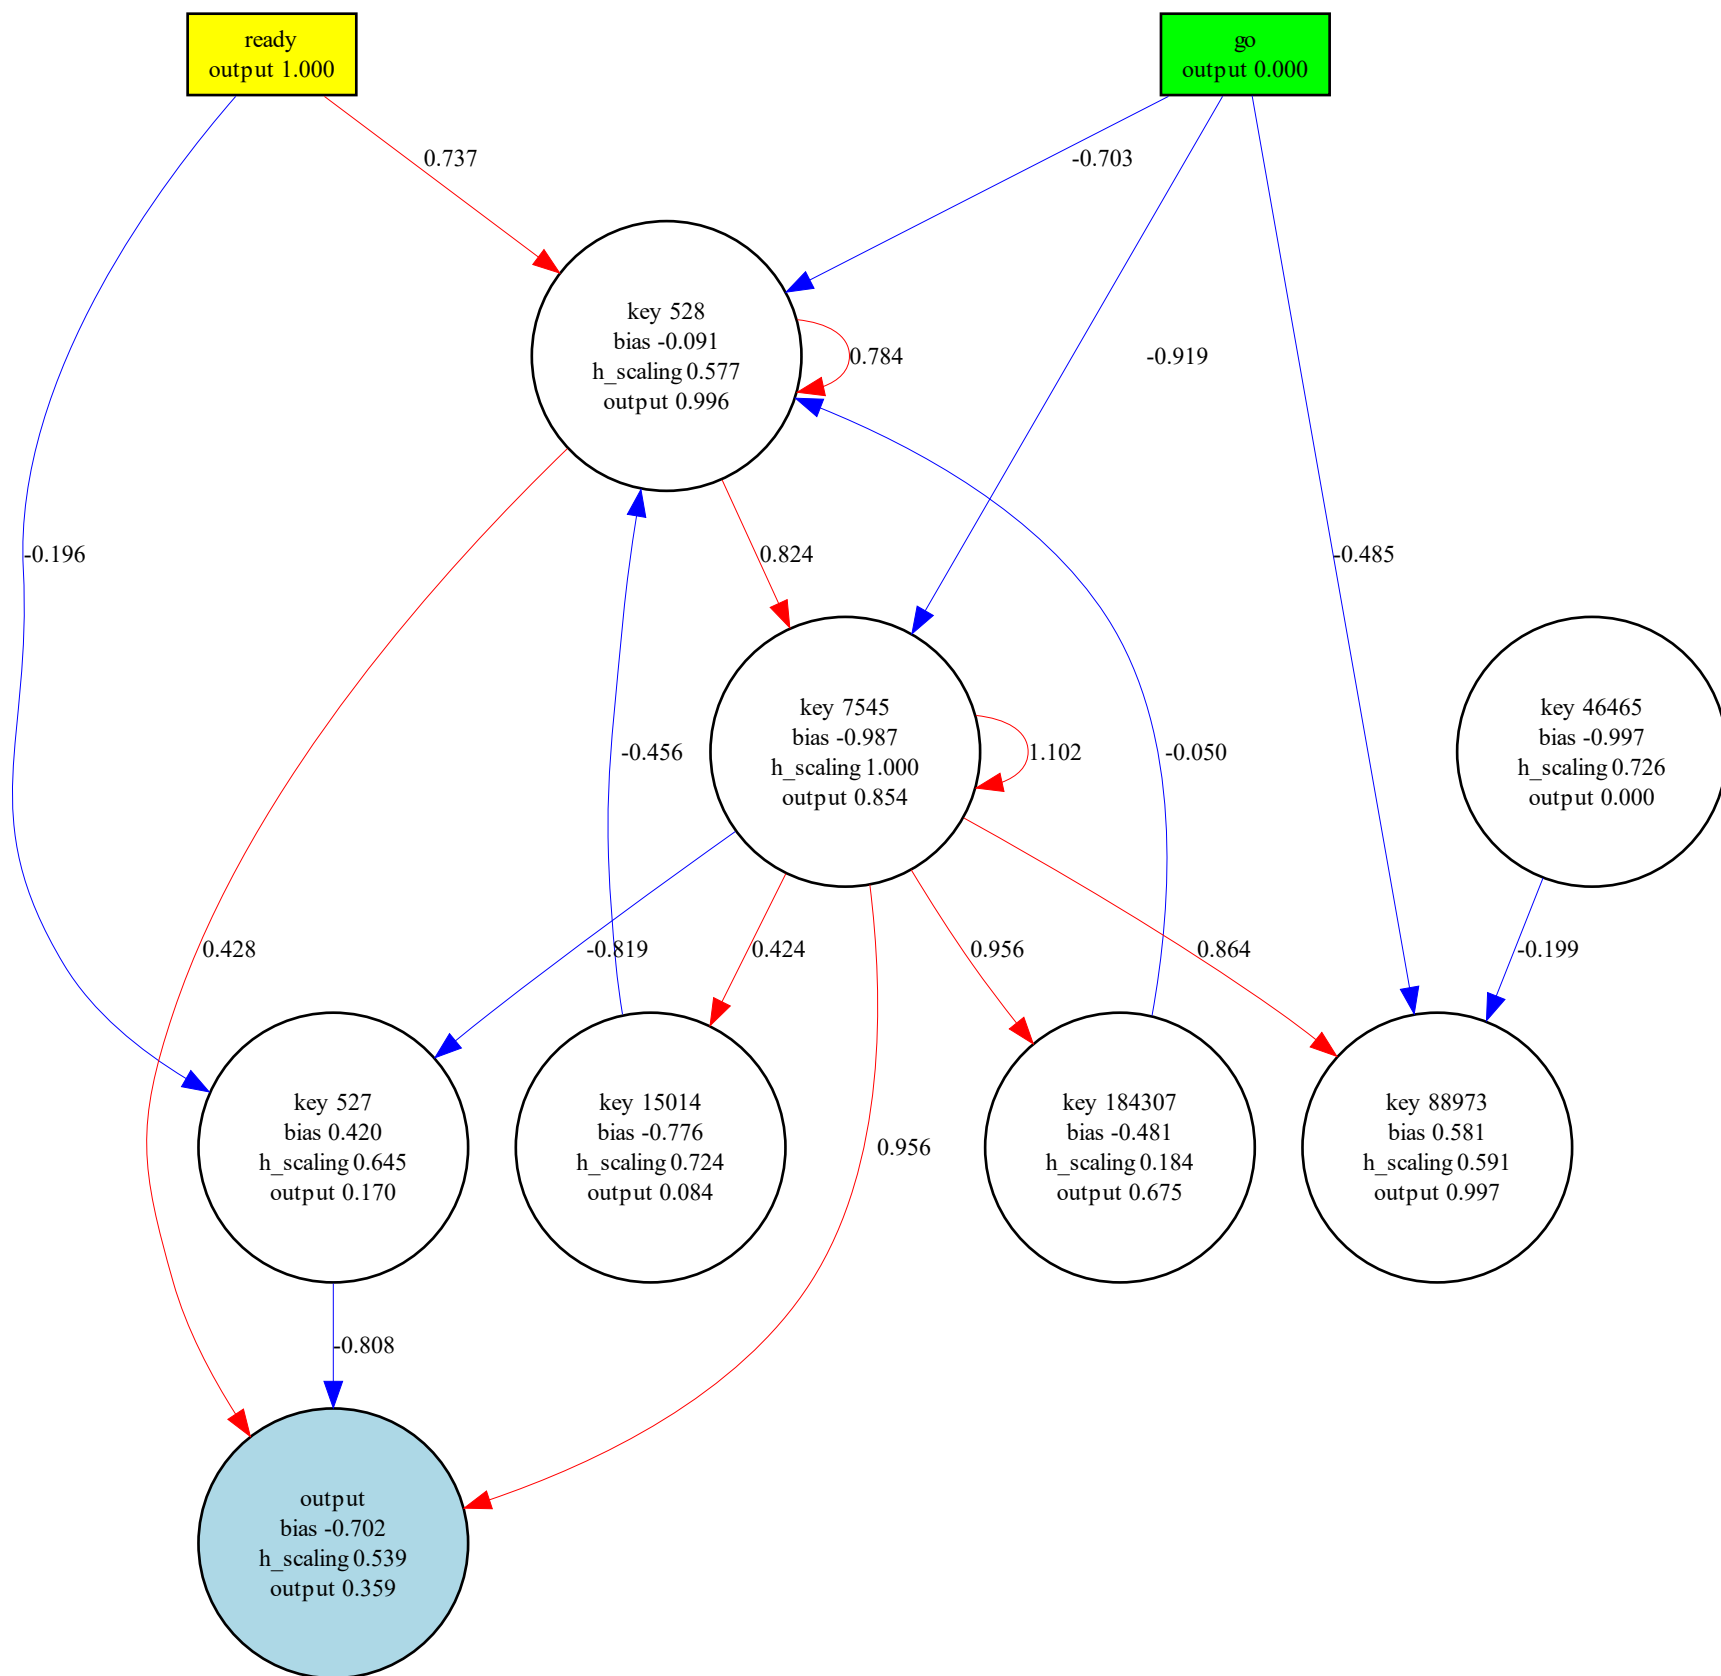 ready
output 1.000
go
output 0.000
0.737
-0.703
key 528
bias -0.091
h_scaling 0.577
output 0.996
0.784
-0.919
-0.196
0.824
-0.485
key 7545
bias -0.987
h_scaling 1.000
output 0.854
1.102
-0.456
-0.050
key 46465
bias -0.997
h_scaling 0.726
output 0.000
0.428
-0.819
0.424
0.956
0.864
-0.199
key 527
bias 0.420
h_scaling 0.645
output 0.170
key 15014
bias -0.776
h_scaling 0.724
output 0.084
0.956
key 184307
bias -0.481
h_scaling 0.184
output 0.675
key 88973
bias 0.581
h_scaling 0.591
output 0.997
-0.808
output
bias -0.702
h_scaling 0.539
output 0.359